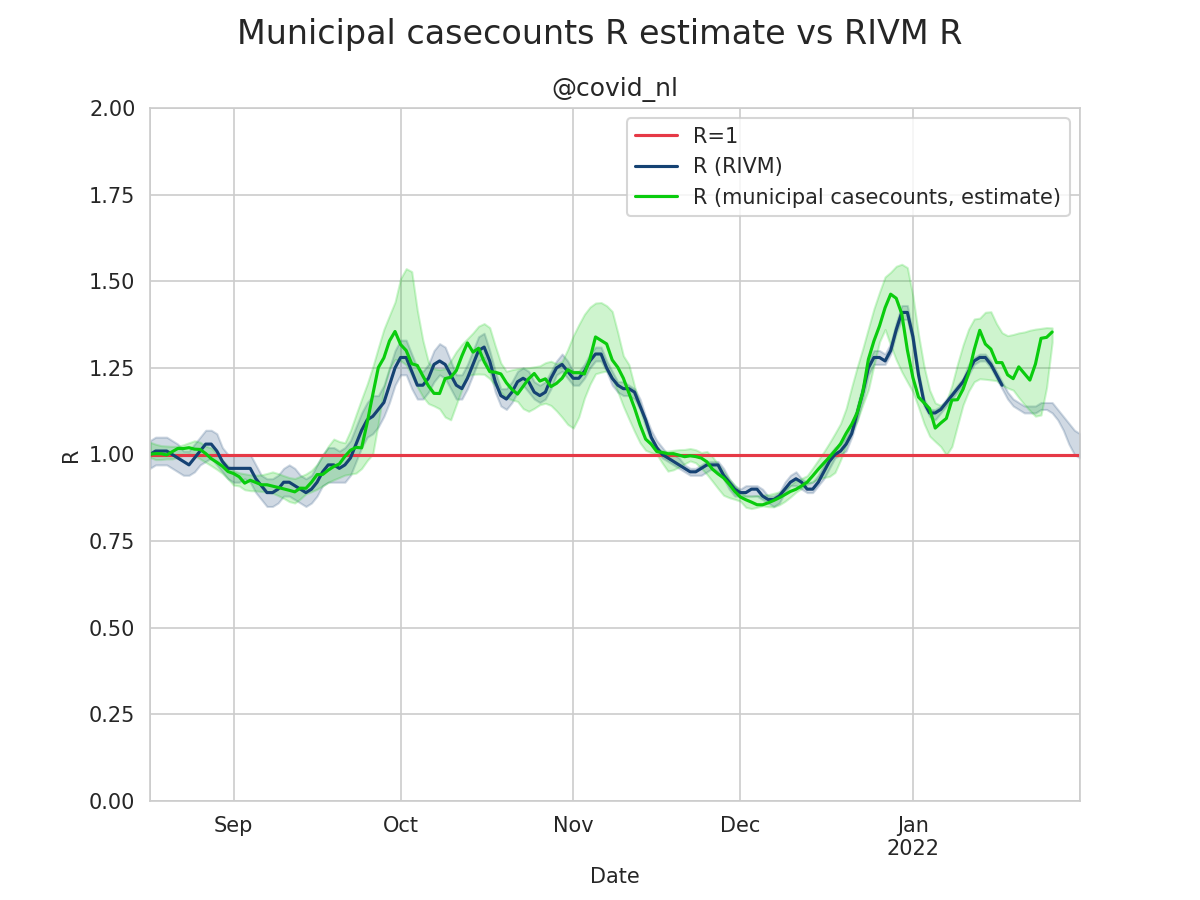 Municipal casecounts R estimate vs RIVM R
@covid_nl
2.00
1.75
1.50
1.25
1.00
0.75
0.50
0.25
0.00
R
R=1
R (RIVM)
R (municipal casecounts, estimate)
Sep
Oct
Nov
Dec
Jan
2022
Date